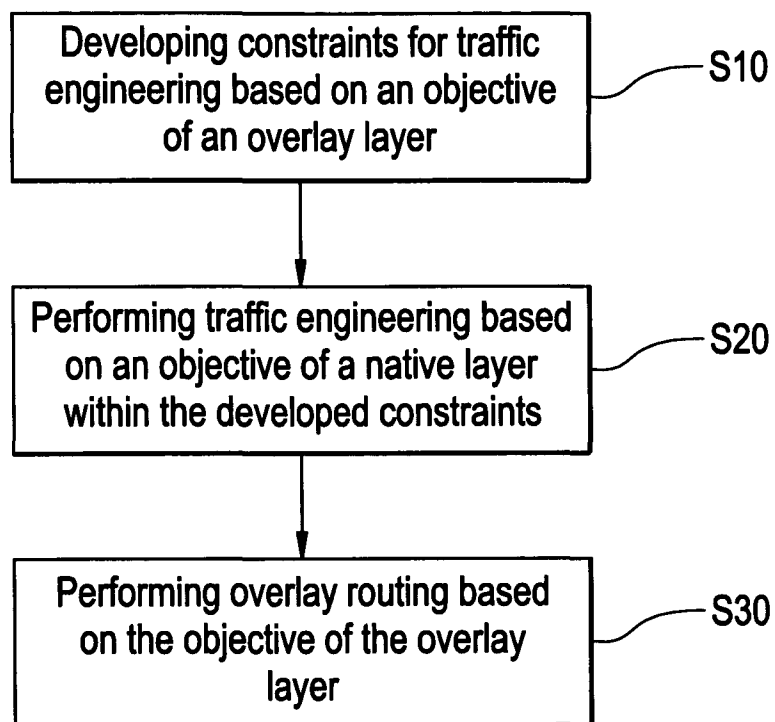 Developing constraints for traffic
engineering based on an objective
of an overlay layer
S10
Performing traffic engineering based
on an objective of a native layer
within the developed constraints
S20
Performing overlay routing based
on the objective of the overlay
layer
S30